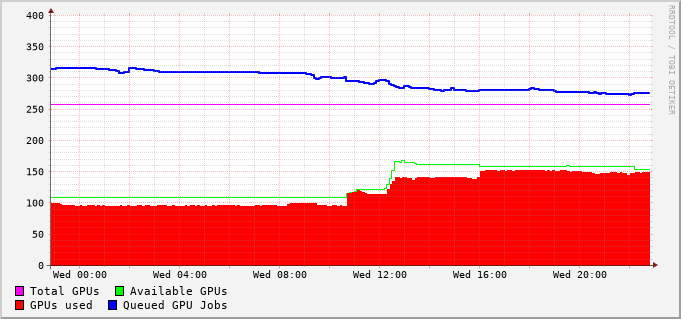 400
350
300
250
200
150
100
50
0
Wed 00:00 Wed 04:00 Wed 08:00 Wed 12:00 Wed 16:00 Wed 20:00
Total GPUs Available GPUs
GPUs used Queued GPU Jobs
RRDTOOL / TOBI OETIKER